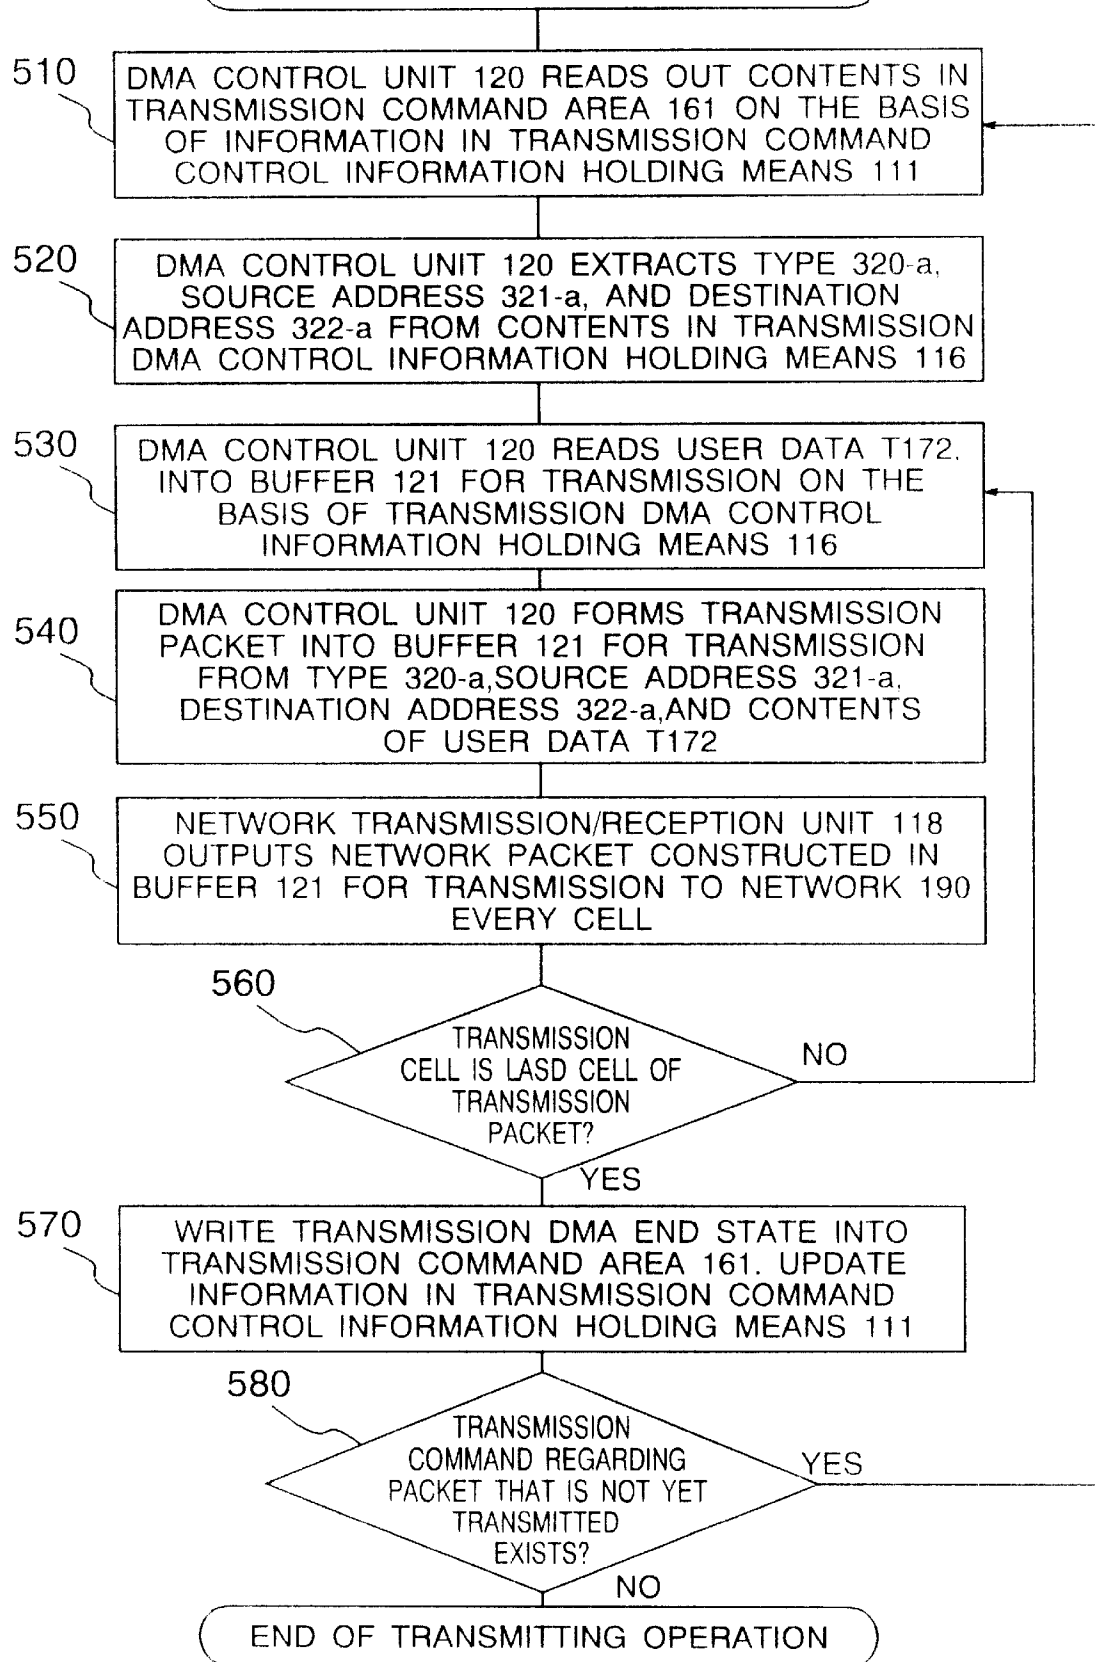 510
DMA CONTROL UNIT 120 READS OUT CONTENTS IN
TRANSMISSION COMMAND AREA 161 ON THE BASIS
OF INFORMATION IN TRANSMISSION COMMAND
CONTROL INFORMATION HOLDING MEANS 111
520
DMA CONTROL UNIT 120 EXTRACTS TYPE 320-a,
SOURCE ADDRESS 321-a, AND DESTINATION
ADDRESS 322-a FROM CONTENTS IN TRANSMISSION
DMA CONTROL INFORMATION HOLDING MEANS 116
530
DMA CONTROL UNIT 120 READS USER DATA T172,
INTO BUFFER 121 FOR TRANSMISSION ON THE
BASIS OF TRANSMISSION DMA CONTROL
INFORMATION HOLDING MEANS 116
540
DMA CONTROL UNIT 120 FORMS TRANSMISSION
PACKET INTO BUFFER 121 FOR TRANSMISSION
FROM TYPE 320-a,SOURCE ADDRESS 321-a,
DESTINATION ADDRESS 322-a,AND CONTENTS
OF USER DATA T172
550
NETWORK TRANSMISSION/RECEPTION UNIT 118
OUTPUTS NETWORK PACKET CONSTRUCTED IN
BUFFER 121 FOR TRANSMISSION TO NETWORK 190
EVERY CELL
560
TRANSMISSION
CELL IS LASD CELL OF
TRANSMISSION
PACKET?
NO
YES
570
WRITE TRANSMISSION DMA END STATE INTO
TRANSMISSION COMMAND AREA 161. UPDATE
INFORMATION IN TRANSMISSION COMMAND
CONTROL INFORMATION HOLDING MEANS 111
580
TRANSMISSION
COMMAND REGARDING
PACKET THAT IS NOT YET
TRANSMITTED
EXISTS?
YES
NO
END OF TRANSMITTING OPERATION